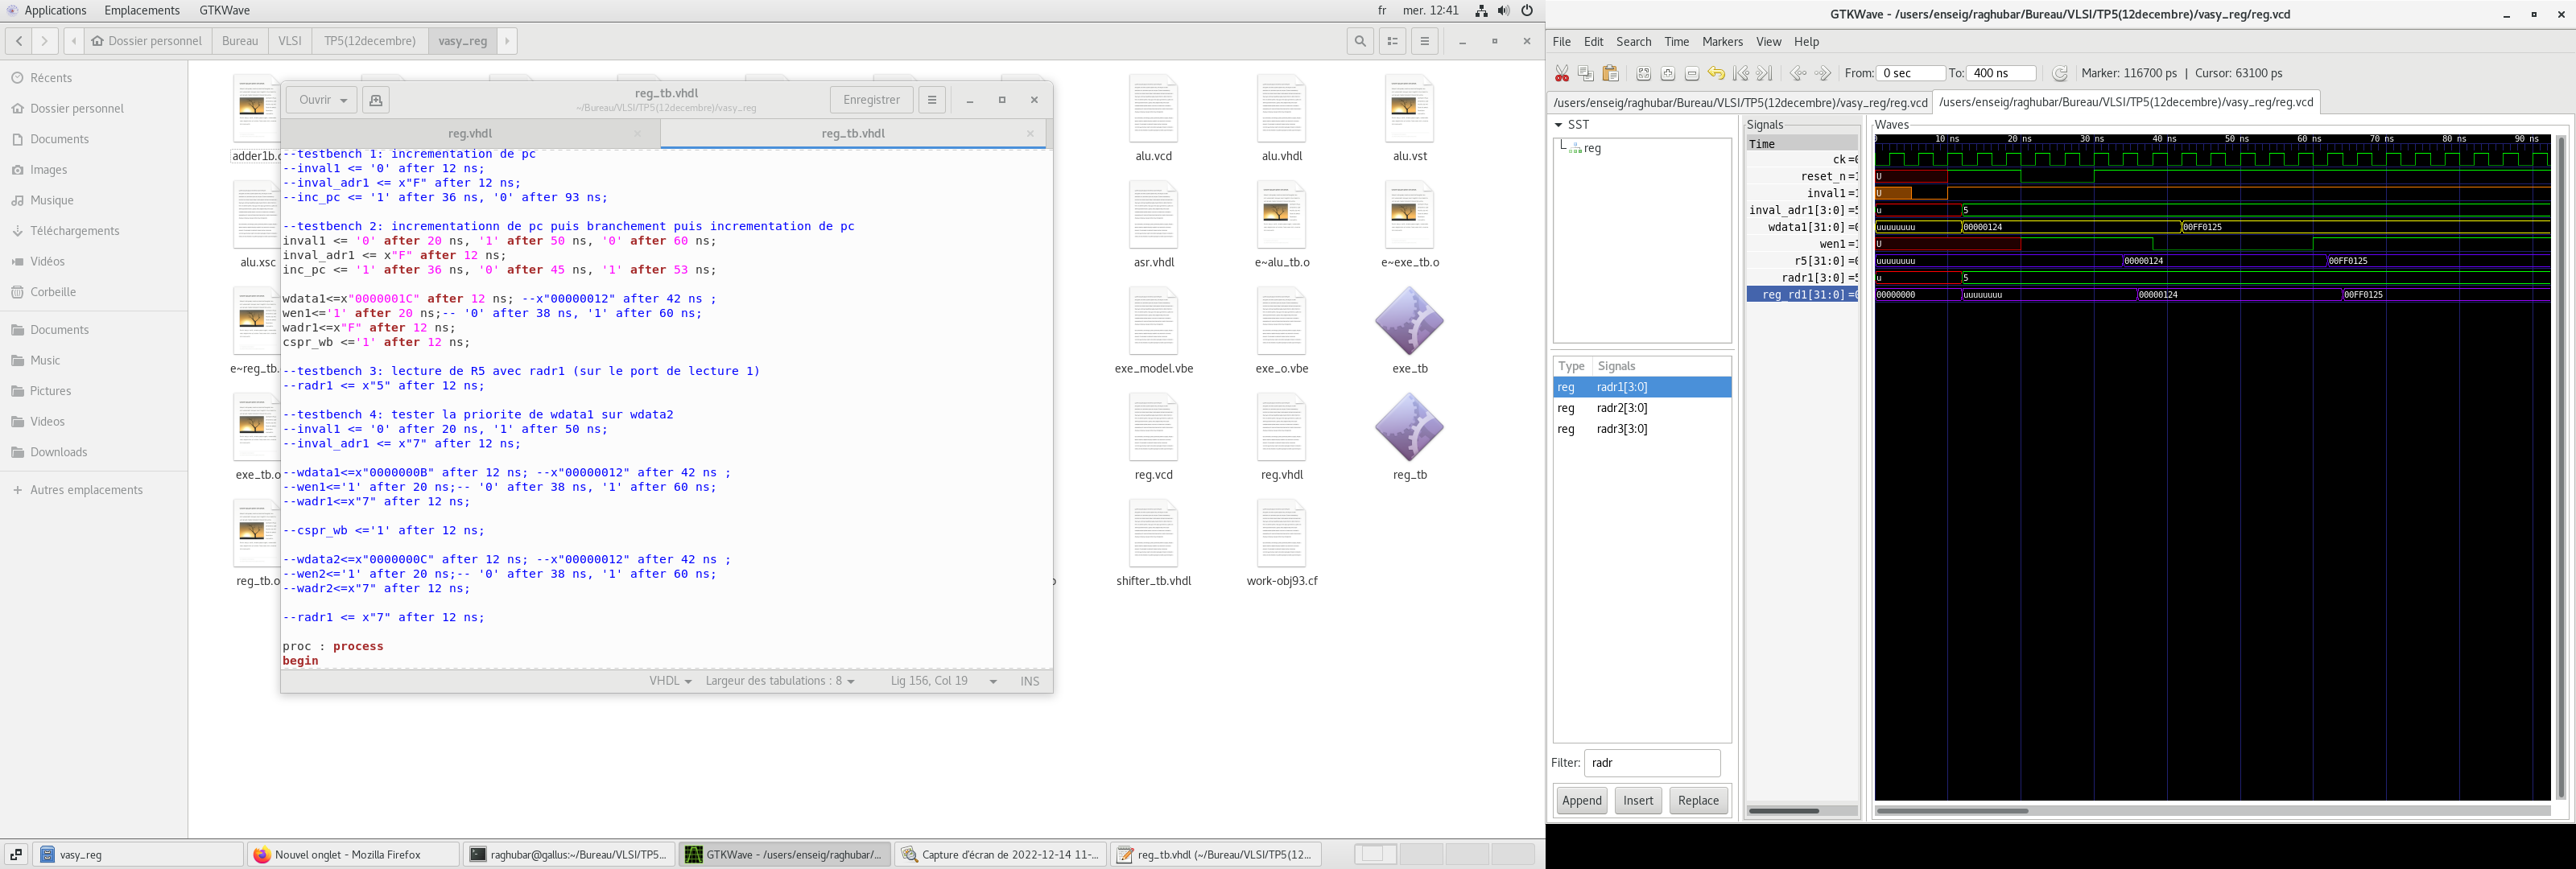 Applications Emplacements GTKWave
fr mer. 12:41
Dossier personnel Bureau VLSI TP5(12decembre) vasy_reg
Récents
Dossier personnel
Documents
Images
Musique
Téléchargements
Vidéos
Corbeille
Documents
Music
Pictures
Videos
Downloads
Autres emplacements
adder1b.
alu.xsc
e~reg_tb.
exe_tb.o
reg_tb.o
alu.vcd alu.vhdl alu.vst
asr.vhdl e~alu_tb.o e~exe_tb.o
exe_model.vbe exe_o.vbe exe_tb
reg.vcd reg.vhdl reg_tb
shifter_tb.vhdl work-obj93.cf
Ouvrir
reg_tb.vhdl
~/Bureau/VLSI/TP5(12decembre)/vasy_reg
Enregistrer
reg.vhdl reg_tb.vhdl
--testbench 1: incrementation de pc
--inval1 <= '0' after 12 ns;
--inval_adr1 <= x"F" after 12 ns;
--inc_pc <= '1' after 36 ns, '0' after 93 ns;
--testbench 2: incrementationn de pc puis branchement puis incrementation de pc
inval1 <= '0' after 20 ns, '1' after 50 ns, '0' after 60 ns;
inval_adr1 <= x"F" after 12 ns;
inc_pc <= '1' after 36 ns, '0' after 45 ns, '1' after 53 ns;
wdata1<=x"0000001C" after 12 ns; --x"00000012" after 42 ns ;
wen1<='1' after 20 ns;-- '0' after 38 ns, '1' after 60 ns;
wadr1<=x"F" after 12 ns;
cspr_wb <='1' after 12 ns;
--testbench 3: lecture de R5 avec radr1 (sur le port de lecture 1)
--radr1 <= x"5" after 12 ns;
--testbench 4: tester la priorite de wdata1 sur wdata2
--inval1 <= '0' after 20 ns, '1' after 50 ns;
--inval_adr1 <= x"7" after 12 ns;
--wdata1<=x"0000000B" after 12 ns; --x"00000012" after 42 ns ;
--wen1<='1' after 20 ns;-- '0' after 38 ns, '1' after 60 ns;
--wadr1<=x"7" after 12 ns;
--cspr_wb <='1' after 12 ns;
--wdata2<=x"0000000C" after 12 ns; --x"00000012" after 42 ns ;
--wen2<='1' after 20 ns;-- '0' after 38 ns, '1' after 60 ns;
--wadr2<=x"7" after 12 ns;
--radr1 <= x"7" after 12 ns;
proc : process
begin
VHDL Largeur des tabulations : 8 Lig 156, Col 19 INS
vasy_reg
Nouvel onglet - Mozilla Firefox
raghubar@gallus:~/Bureau/VLSI/TP5...
GTKWave - /users/enseig/raghubar/...
Capture d'écran de 2022-12-14 11-...
reg_tb.vhdl (~/Bureau/VLSI/TP5(12...
GTKWave - /users/enseig/raghubar/Bureau/VLSI/TP5(12decembre)/vasy_reg/reg.vcd
File Edit Search Time Markers View Help
From: 0 sec To: 400 ns Marker: 116700 ps | Cursor: 63100 ps
/users/enseig/raghubar/Bureau/VLSI/TP5(12decembre)/vasy_reg/reg.vcd /users/enseig/raghubar/Bureau/VLSI/TP5(12decembre)/vasy_reg/reg.vcd
SST
reg
Type Signals
reg radr1[3:0]
reg radr2[3:0]
reg radr3[3:0]
Filter: radr
Append Insert Replace
Signals
Time
ck =0
reset_n =1
inval1 =1
inval_adr1[3:0] =5
wdata1[31:0] =0
wen1 =1
r5[31:0] =0
radr1[3:0] =5
reg_rd1[31:0] =0
Waves
10 ns 20 ns 30 ns 40 ns 50 ns 60 ns 70 ns 80 ns 90 ns
U
U
u 5
uuuuuuuu 00000124 00FF0125
U
uuuuuuuu 00000124 00FF0125
u 5
00000000 uuuuuuuu 00000124 00FF0125